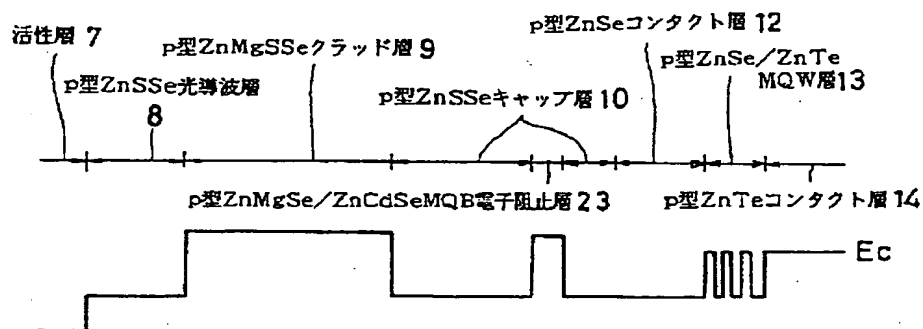 活性層 7
p型ZnSSe光導波層
8
p型ZnMgSSeクラッド層 9
p型ZnSSeキャップ層 10
p型ZnSeコンタクト層 12
p型ZnSe／ZnTe
MQW層 13
p型ZnMgSe／ZnCdSeMQB電子阻止層 23
p型ZnTeコンタクト層 14
Ec